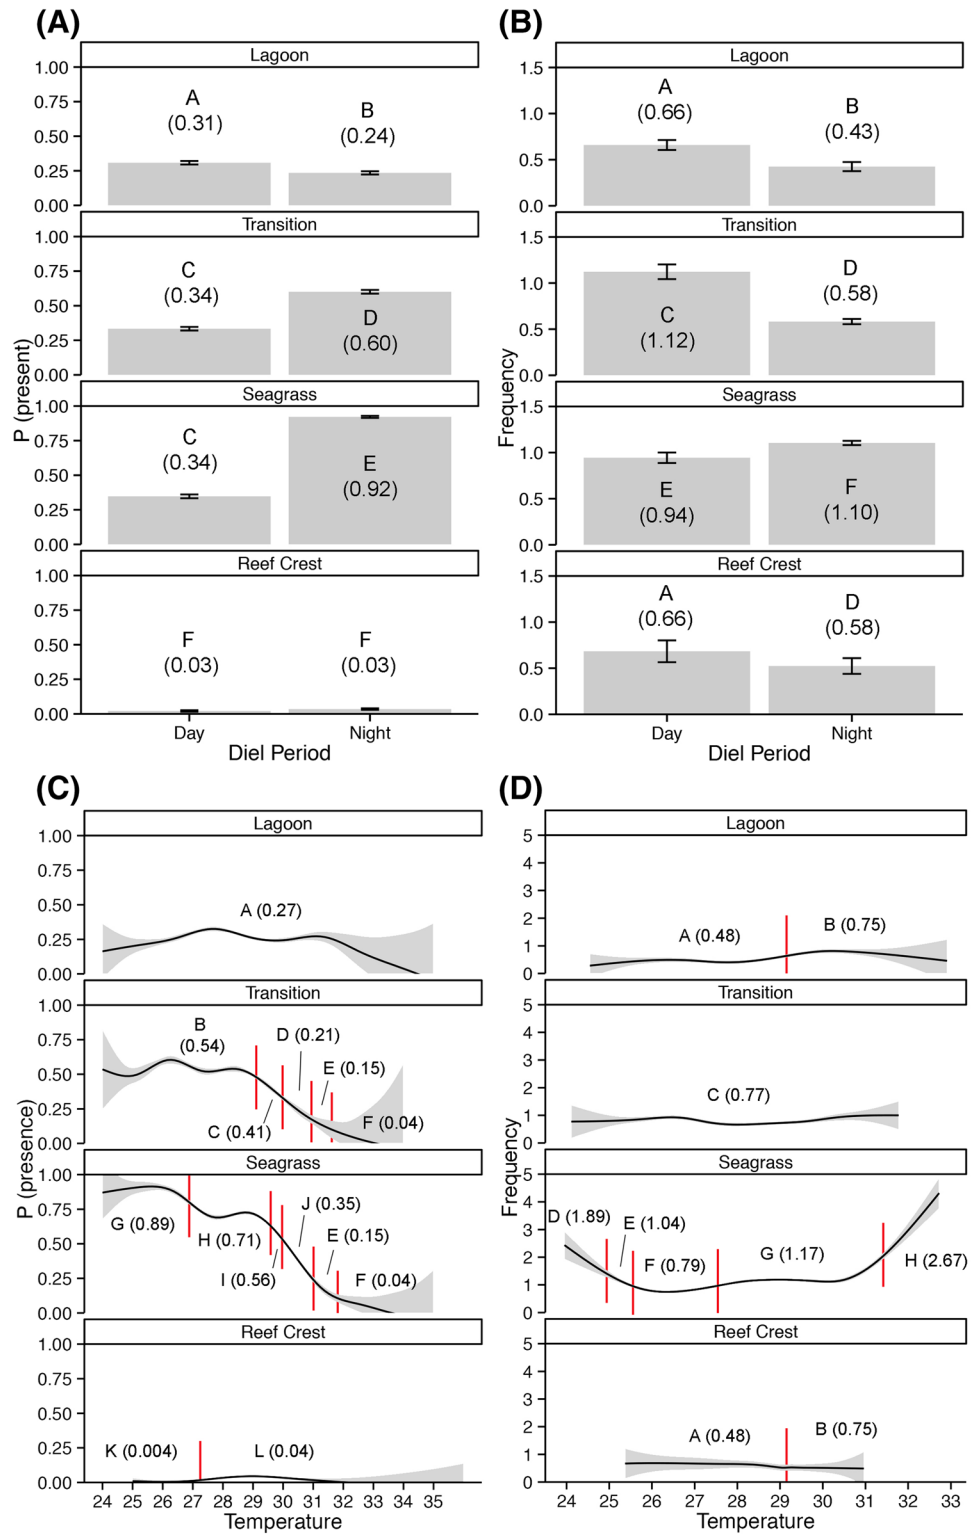 (A)
Lagoon
1.00
0.75
0.50
0.25
0.00
A
(0.31)
B
(0.24)
Transition
1.00
0.75
0.50
0.25
0.00
C
(0.34)
D
(0.60)
Seagrass
1.00
0.75
0.50
0.25
0.00
C
(0.34)
E
(0.92)
Reef Crest
1.00
0.75
0.50
0.25
0.00
F
(0.03)
F
(0.03)
P (present)
Day
Night
Diel Period
(B)
Lagoon
1.5
1.0
0.5
0.0
A
(0.66)
B
(0.43)
Transition
1.5
1.0
0.5
0.0
C
(1.12)
D
(0.58)
Seagrass
1.5
1.0
0.5
0.0
E
(0.94)
F
(1.10)
Reef Crest
1.5
1.0
0.5
0.0
A
(0.66)
D
(0.58)
Frequency
Day
Night
Diel Period
(C)
Lagoon
1.00
0.75
0.50
0.25
0.00
A (0.27)
Transition
1.00
0.75
0.50
0.25
0.00
B
(0.54)
D (0.21)
E (0.15)
C (0.41)
F (0.04)
Seagrass
1.00
0.75
0.50
0.25
0.00
G (0.89)
H (0.71)
J (0.35)
E (0.15)
I (0.56)
F (0.04)
Reef Crest
1.00
0.75
0.50
0.25
0.00
K (0.004)
L (0.04)
P (presence)
24 25 26 27 28 29 30 31 32 33 34 35
Temperature
(D)
Lagoon
5
4
3
2
1
0
A (0.48)
B (0.75)
Transition
5
4
3
2
1
0
C (0.77)
Seagrass
5
4
3
2
1
0
D (1.89)
E (1.04)
F (0.79)
G (1.17)
H (2.67)
Reef Crest
5
4
3
2
1
0
A (0.48)
B (0.75)
Frequency
24 25 26 27 28 29 30 31 32 33
Temperature